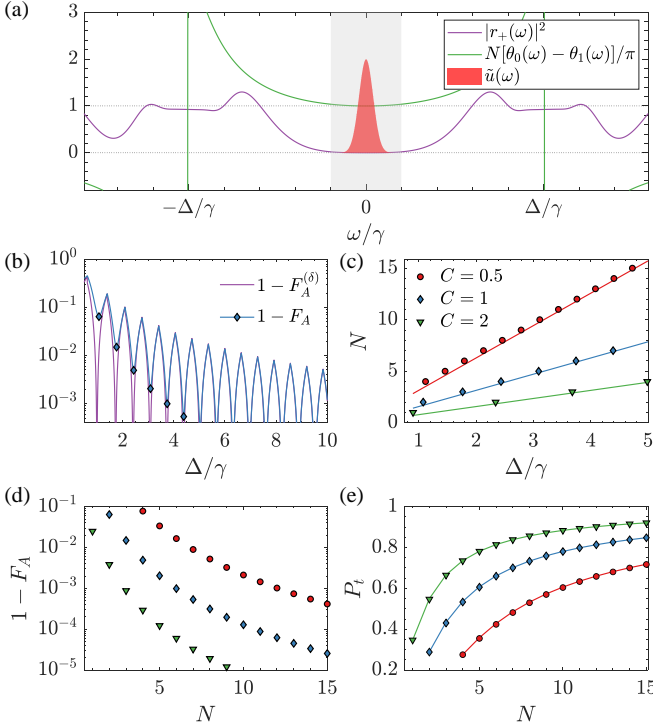 (a)
3
2
1
0
|r₊(ω)|²
N[θ₀(ω) − θ₁(ω)]/π
ũ(ω)
−Δ/γ
0
Δ/γ
ω/γ
(b)
10⁰
10⁻¹
10⁻²
10⁻³
1 − F_A^(δ)
1 − F_A
2
4
6
8
10
Δ/γ
(c)
15
10
5
0
N
C = 0.5
C = 1
C = 2
1
2
3
4
5
Δ/γ
(d)
10⁻¹
10⁻²
10⁻³
10⁻⁴
10⁻⁵
1 − F_A
5
10
15
N
(e)
1
0.8
0.6
0.4
0.2
P_t
5
10
15
N